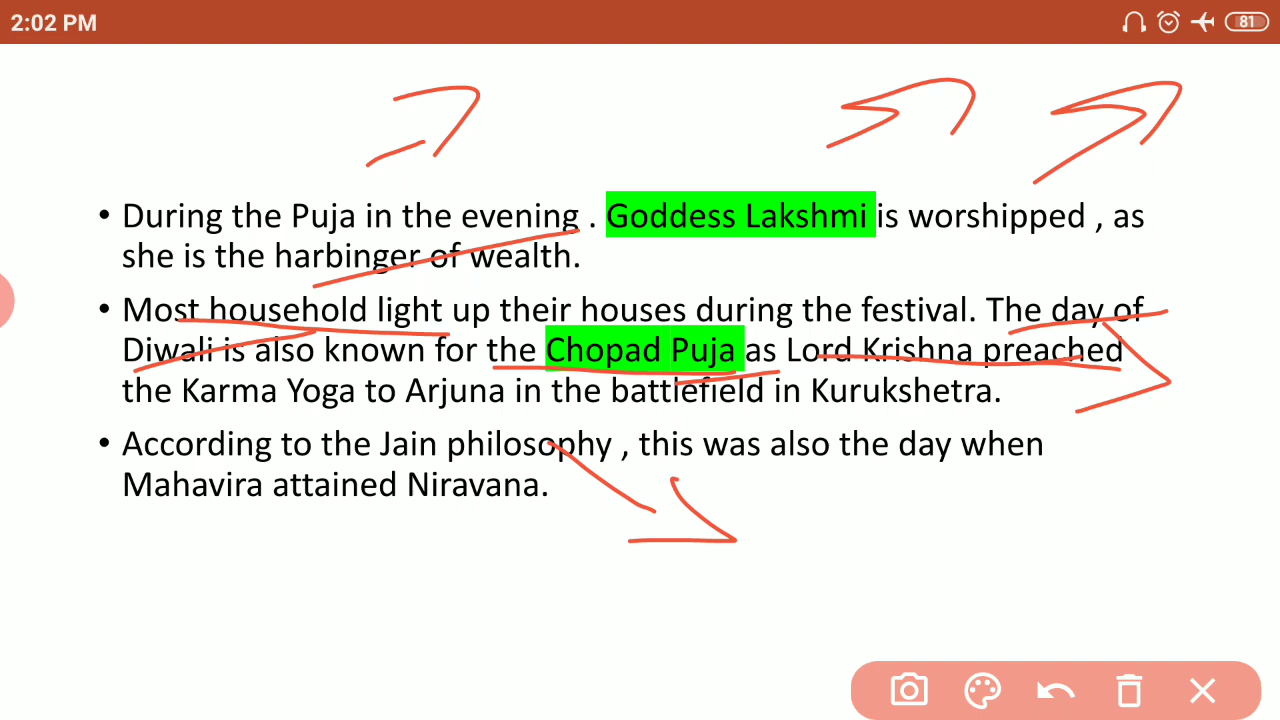 2:02 PM
81
• During the Puja in the evening . Goddess Lakshmi is worshipped , as
she is the harbinger of wealth.
• Most household light up their houses during the festival. The day of
Diwali is also known for the Chopad Puja as Lord Krishna preached
the Karma Yoga to Arjuna in the battlefield in Kurukshetra.
• According to the Jain philosophy , this was also the day when
Mahavira attained Niravana.